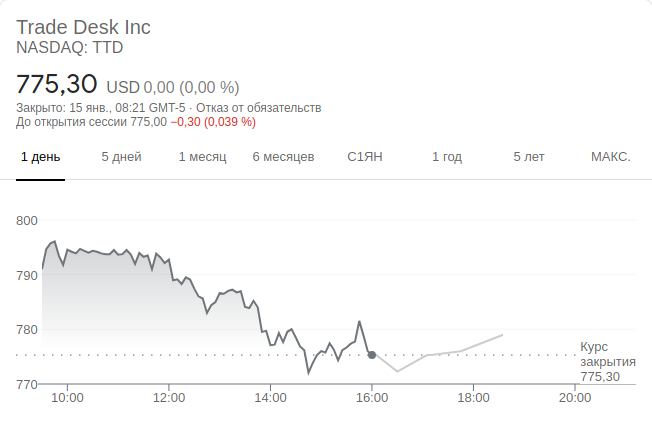 Trade Desk Inc
NASDAQ: TTD
775,30 USD 0,00 (0,00 %)
Закрыто: 15 янв., 08:21 GMT-5 · Отказ от обязательств
До открытия сессии 775,00 −0,30 (0,039 %)
1 день 5 дней 1 месяц 6 месяцев С1ЯН 1 год 5 лет МАКС.
800
790
780
Курс
закрытия
775,30
770
10:00 12:00 14:00 16:00 18:00 20:00